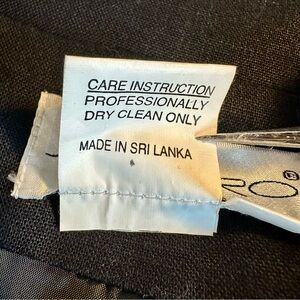 CARE INSTRUCTION
PROFESSIONALLY
DRY CLEAN ONLY
MADE IN SRI LANKA